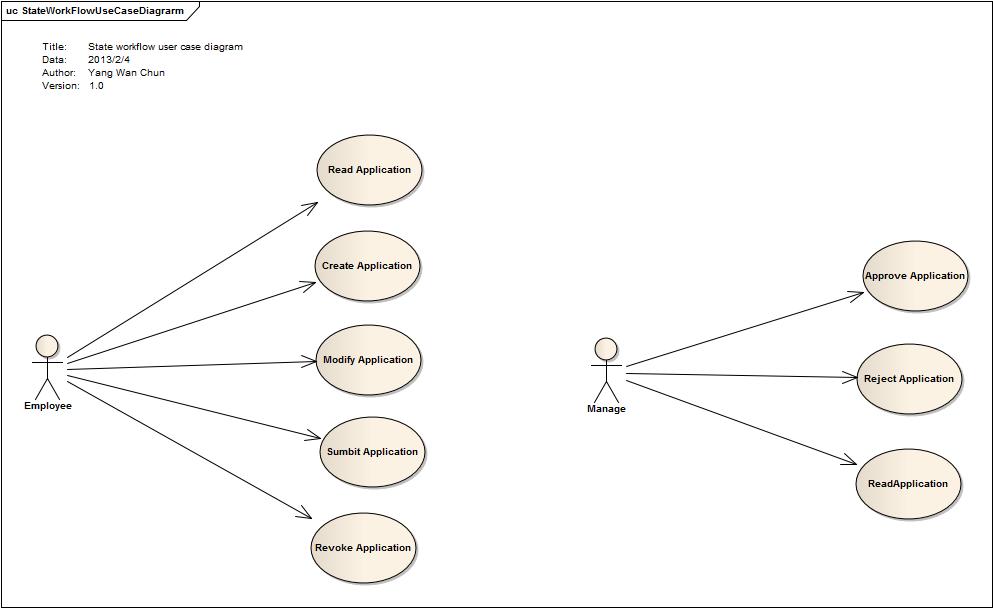 uc StateWorkFlowUseCaseDiagrarm
Title: State workflow user case diagram
Data: 2013/2/4
Author: Yang Wan Chun
Version: 1.0
Read Application
Create Application
Modify Application
Sumbit Application
Revoke Application
Employee
Approve Application
Reject Application
ReadApplication
Manage